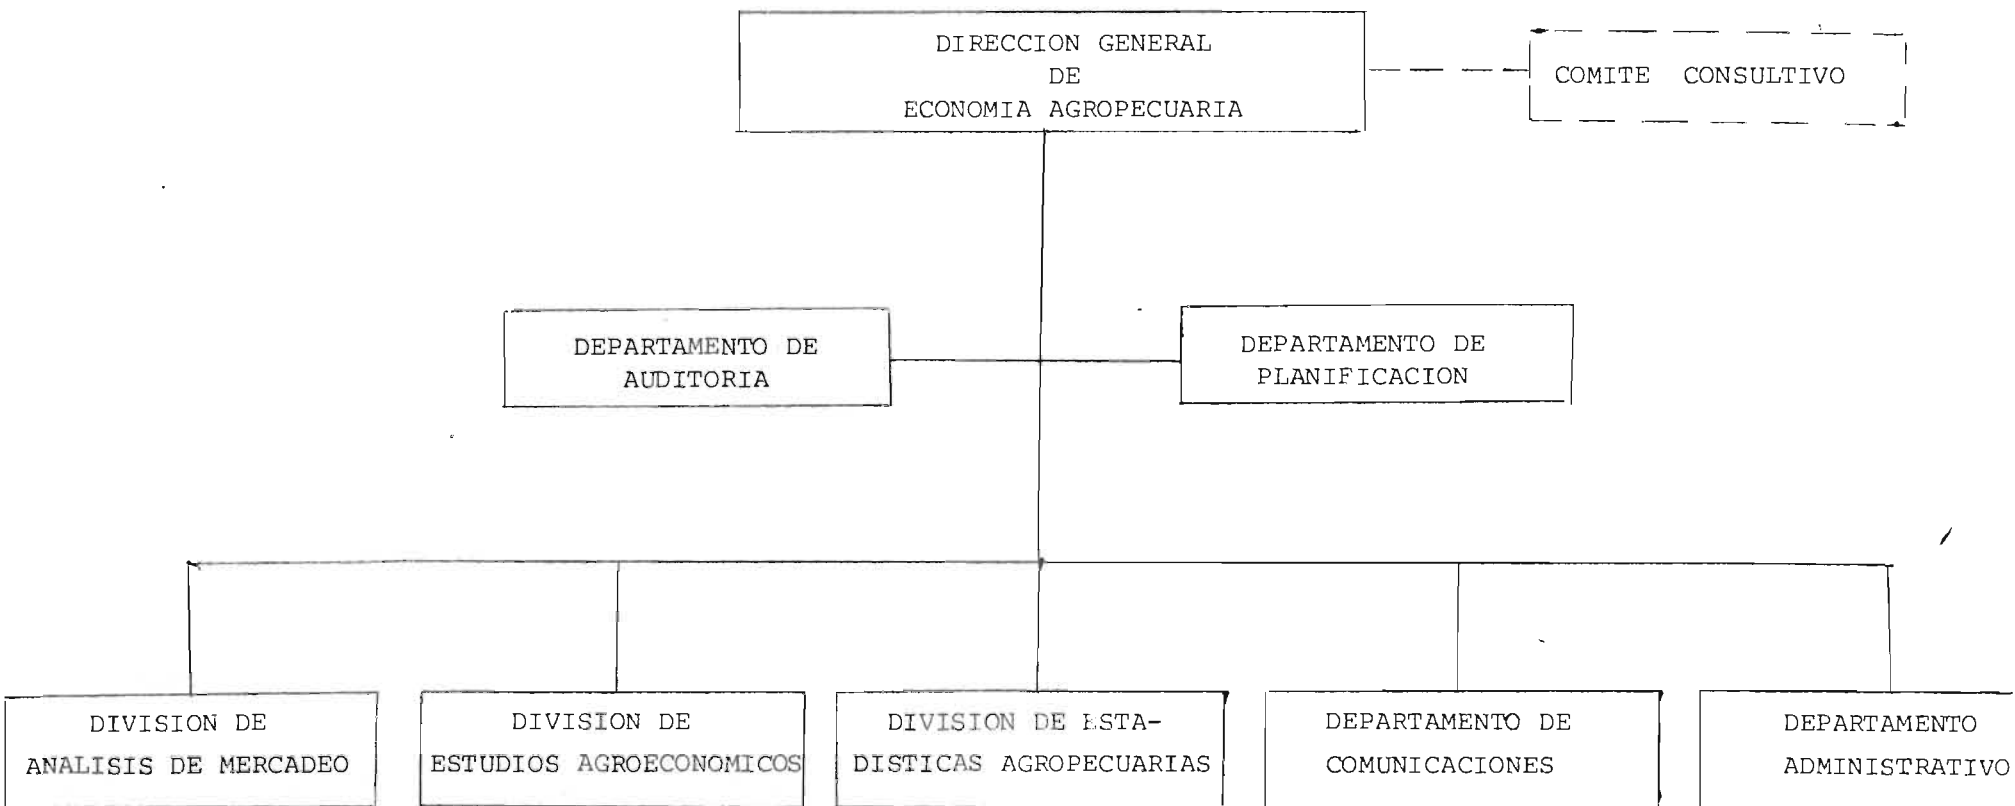 DIRECCION GENERAL
DE
ECONOMIA AGROPECUARIA
COMITE CONSULTIVO
DEPARTAMENTO DE
AUDITORIA
DEPARTAMENTO DE
PLANIFICACION
DIVISION DE
ANALISIS DE MERCADEO
DIVISION DE
ESTUDIOS AGROECONOMICOS
DIVISION DE ESTA-
DISTICAS AGROPECUARIAS
DEPARTAMENTO DE
COMUNICACIONES
DEPARTAMENTO
ADMINISTRATIVO